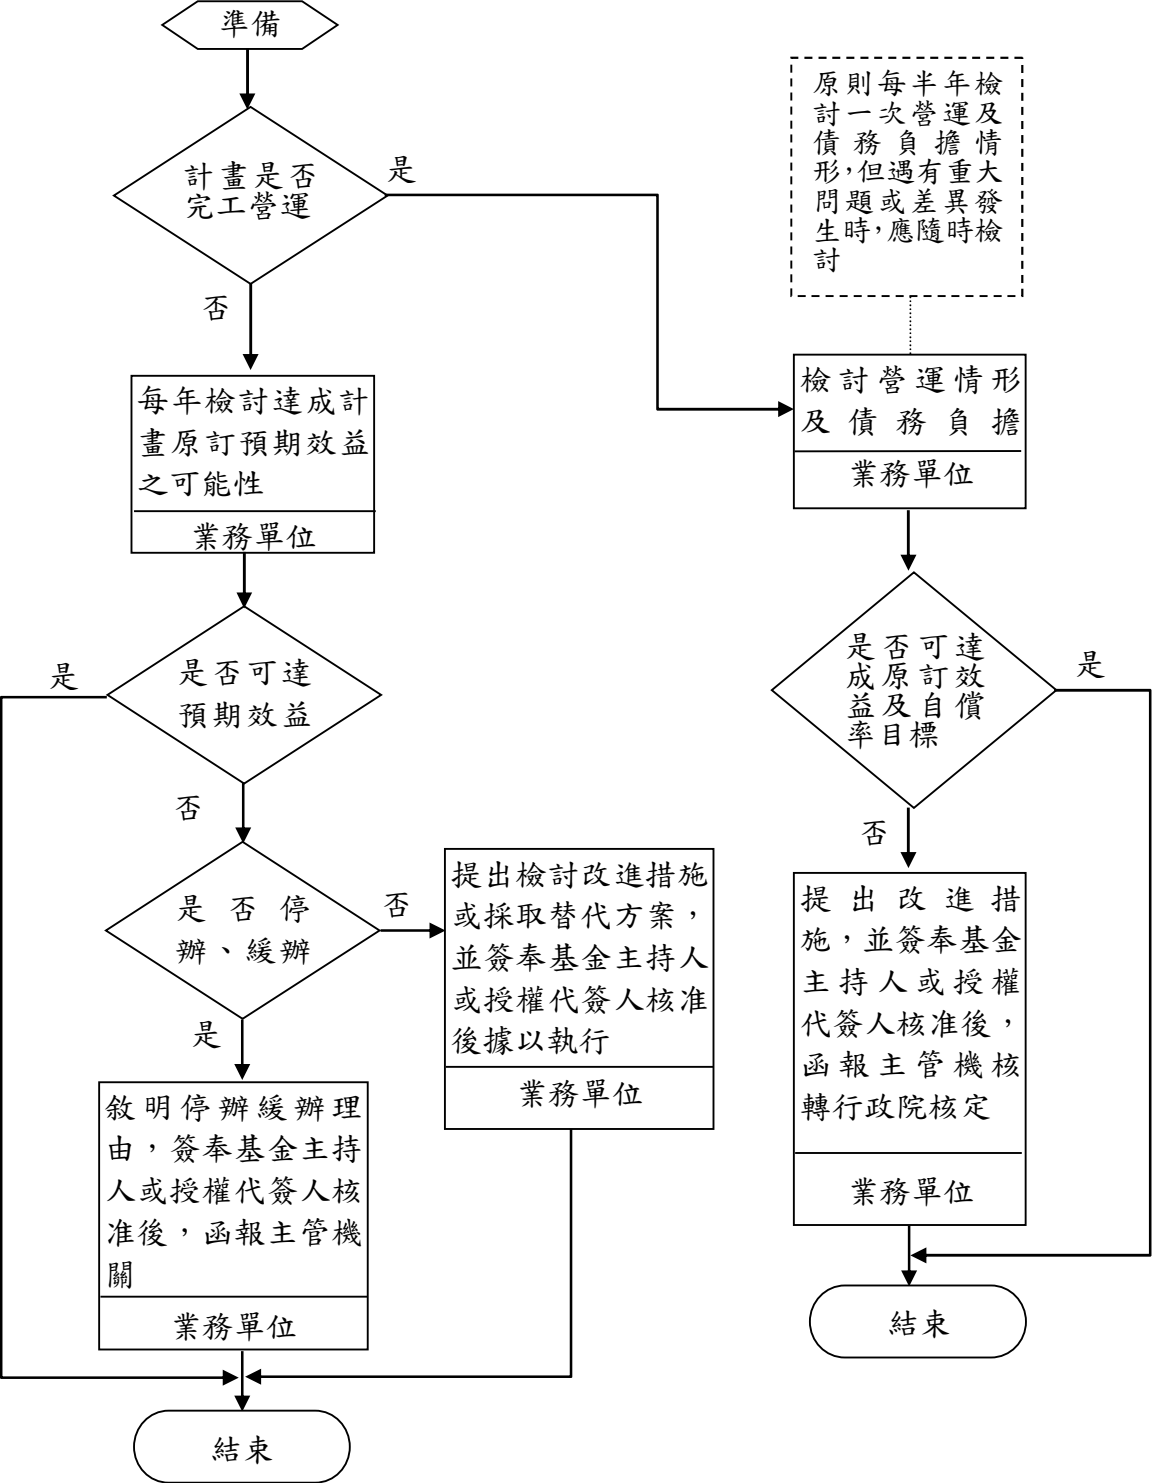 準備
計畫是否
完工營運
是
否
每年檢討達成計
畫原訂預期效益
之可能性
業務單位
是否可達
預期效益
是
否
是否停
辦、緩辦
否
是
提出檢討改進措施
或採取替代方案，
並簽奉基金主持人
或授權代簽人核准
後據以執行
業務單位
敘明停辦緩辦理
由，簽奉基金主持
人或授權代簽人核
准後，函報主管機
關
業務單位
結束
原則每半年檢
討一次營運及
債務負擔情
形，但遇有重大
問題或差異發
生時，應隨時檢
討
檢討營運情形
及債務負擔
業務單位
是否可達
成原訂效
益及自償
率目標
是
否
提出改進措
施，並簽奉基金
主持人或授權
代簽人核准後，
函報主管機核
轉行政院核定
業務單位
結束